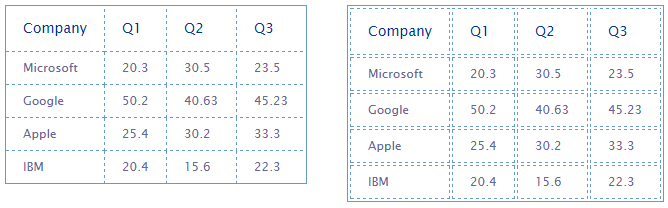 Company Q1 Q2 Q3
Microsoft 20.3 30.5 23.5
Google 50.2 40.63 45.23
Apple 25.4 30.2 33.3
IBM 20.4 15.6 22.3
Company Q1 Q2 Q3
Microsoft 20.3 30.5 23.5
Google 50.2 40.63 45.23
Apple 25.4 30.2 33.3
IBM 20.4 15.6 22.3